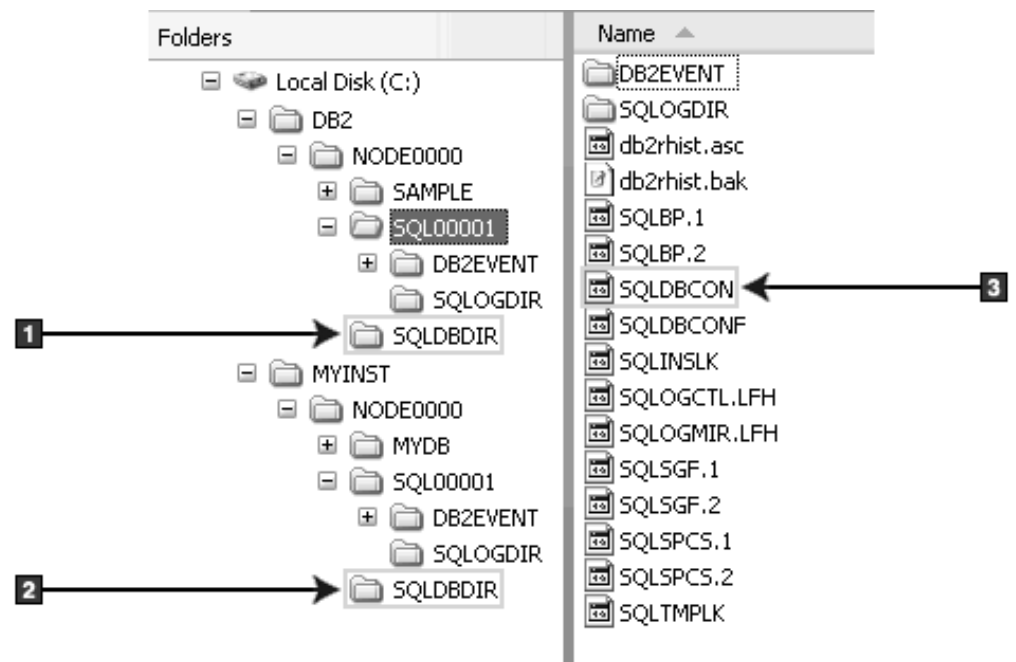 Folders
Local Disk (C:)
DB2
NODE0000
SAMPLE
SQL00001
DB2EVENT
SQLOGDIR
1
SQLDBDIR
MYINST
NODE0000
MYDB
SQL00001
DB2EVENT
SQLOGDIR
2
SQLDBDIR
Name
DB2EVENT
SQLOGDIR
db2rhist.asc
db2rhist.bak
SQLBP.1
SQLBP.2
SQLDBCON
3
SQLDBCONF
SQLINSLK
SQLOGCTL.LFH
SQLOGMIR.LFH
SQLSGF.1
SQLSGF.2
SQLSPCS.1
SQLSPCS.2
SQLTMPLK